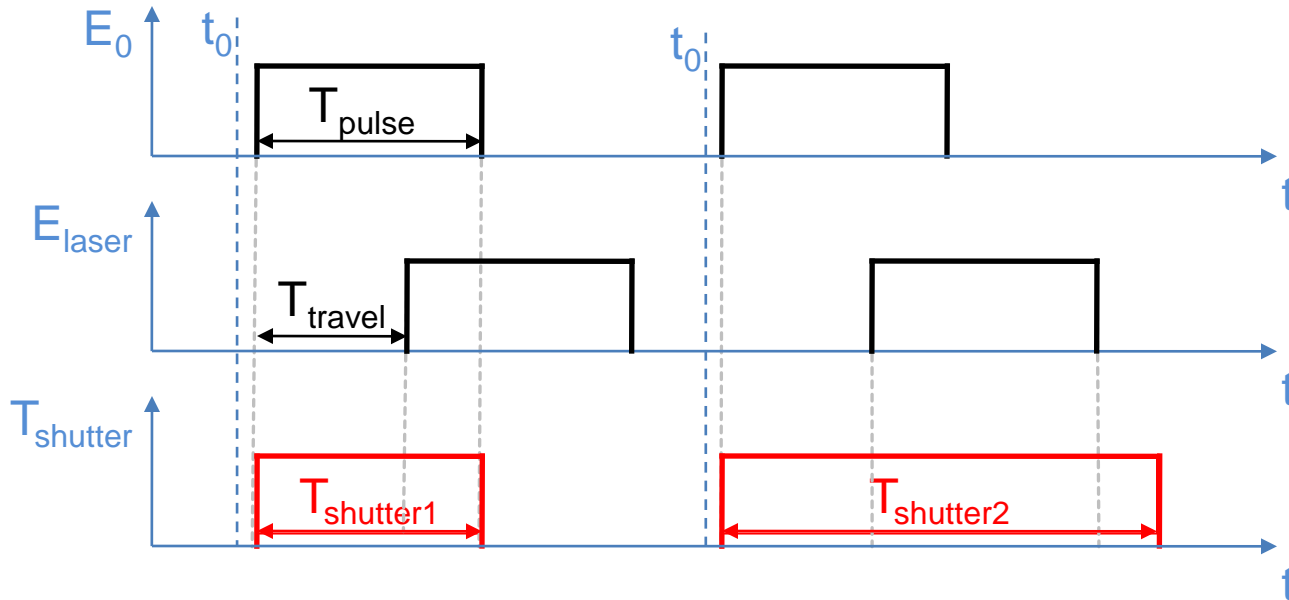 E0
t0
t0
Tpulse
t
Elaser
Ttravel
t
Tshutter
Tshutter1
Tshutter2
t